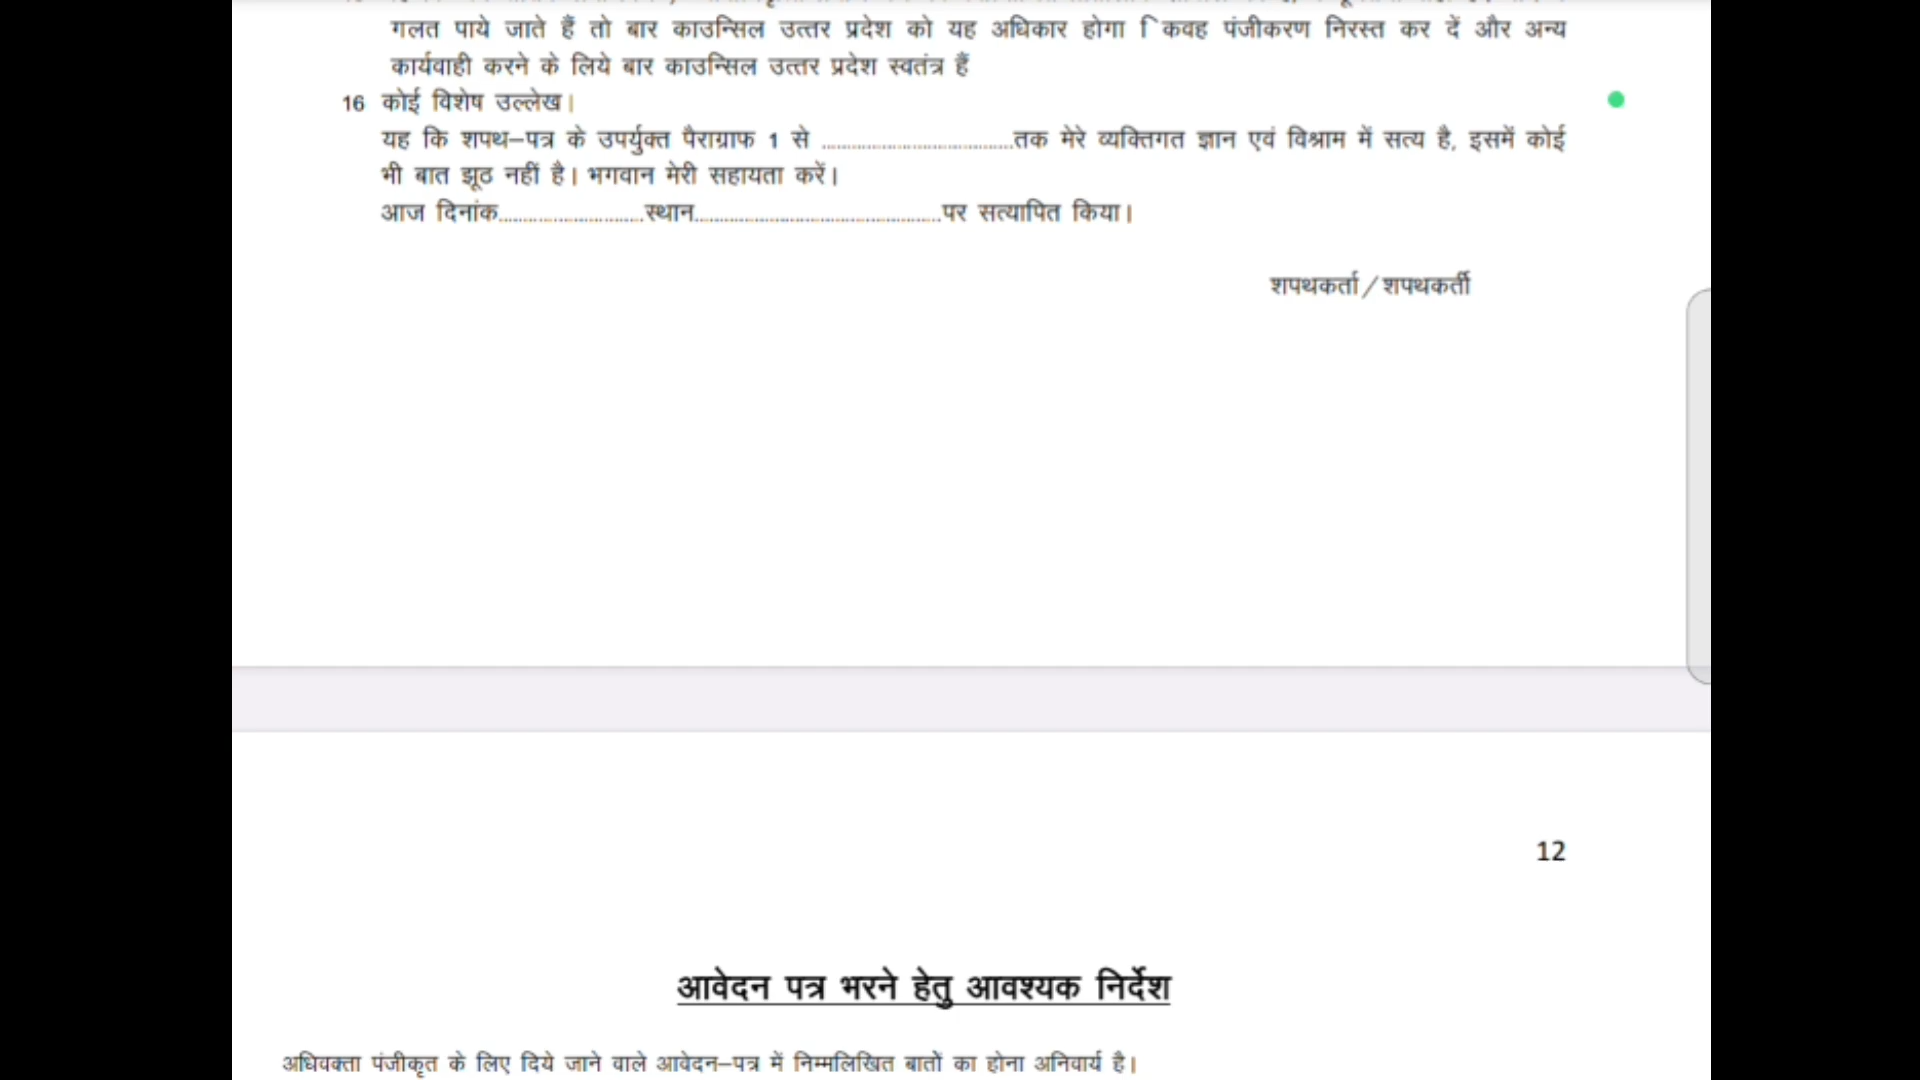 गलत पाये जाते हैं तो बार काउन्सिल उत्तर प्रदेश को यह अधिकार होगा िकवह पंजीकरण निरस्त कर दें और अन्य
कार्यवाही करने के लिये बार काउन्सिल उत्तर प्रदेश स्वतंत्र हैं
16 कोई विशेष उल्लेख।
यह कि शपथ–पत्र के उपर्युक्त पैराग्राफ 1 से ......................................तक मेरे व्यक्तिगत ज्ञान एवं विश्राम में सत्य है, इसमें कोई
भी बात झूठ नहीं है। भगवान मेरी सहायता करें।
आज दिनांक.............................स्थान.................................................पर सत्यापित किया।
शपथकर्ता/शपथकर्ती
12
आवेदन पत्र भरने हेतु आवश्यक निर्देश
अधिवक्ता पंजीकृत के लिए दिये जाने वाले आवेदन–पत्र में निम्मलिखित बातों का होना अनिवार्य है।